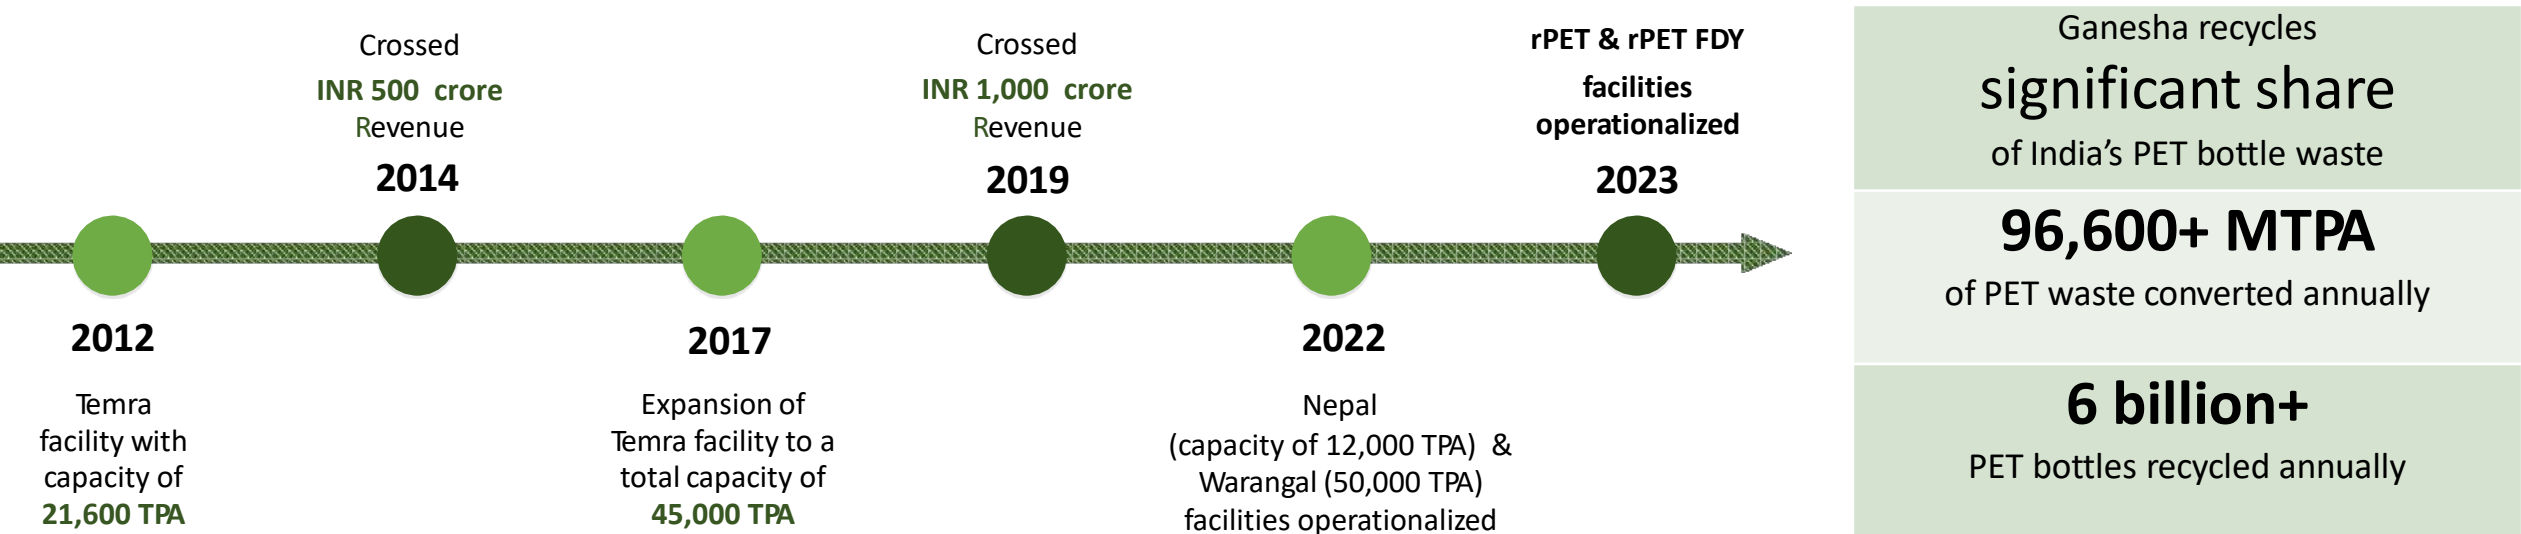 Crossed
INR 500 crore
Revenue
2014
Crossed
INR 1,000 crore
Revenue
2019
rPET & rPET FDY
facilities
operationalized
2023
2012
Temra
facility with
capacity of
21,600 TPA
2017
Expansion of
Temra facility to a
total capacity of
45,000 TPA
2022
Nepal
(capacity of 12,000 TPA) &
Warangal (50,000 TPA)
facilities operationalized
Ganesha recycles
significant share
of India’s PET bottle waste
96,600+ MTPA
of PET waste converted annually
6 billion+
PET bottles recycled annually